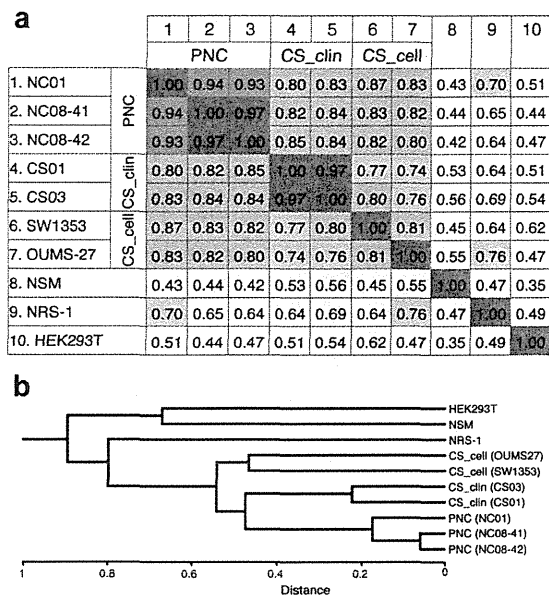 a
1 2 3 4 5 6 7 8 9 10
PNC CS_clin CS_cell
1. NC01 1.00 0.94 0.93 0.80 0.83 0.87 0.83 0.43 0.70 0.51
2. NC08-41 0.94 1.00 0.97 0.82 0.84 0.83 0.82 0.44 0.65 0.44
3. NC08-42 0.93 0.97 1.00 0.85 0.84 0.82 0.80 0.42 0.64 0.47
PNC
4. CS01 0.80 0.82 0.85 1.00 0.97 0.77 0.74 0.53 0.64 0.51
5. CS03 0.83 0.84 0.84 0.97 1.00 0.80 0.76 0.56 0.69 0.54
CS_clin
6. SW1353 0.87 0.83 0.82 0.77 0.80 1.00 0.81 0.45 0.64 0.62
7. OUMS-27 0.83 0.82 0.80 0.74 0.76 0.81 1.00 0.55 0.76 0.47
CS_cell
8. NSM 0.43 0.44 0.42 0.53 0.56 0.45 0.55 1.00 0.47 0.35
9. NRS-1 0.70 0.65 0.64 0.64 0.69 0.64 0.76 0.47 1.00 0.49
10. HEK293T 0.51 0.44 0.47 0.51 0.54 0.62 0.47 0.35 0.49 1.00
b
HEK293T
NSM
NRS-1
CS_cell (OUMS27)
CS_cell (SW1353)
CS_clin (CS03)
CS_clin (CS01)
PNC (NC01)
PNC (NC08-41)
PNC (NC08-42)
1 0.8 0.6 0.4 0.2 0
Distance